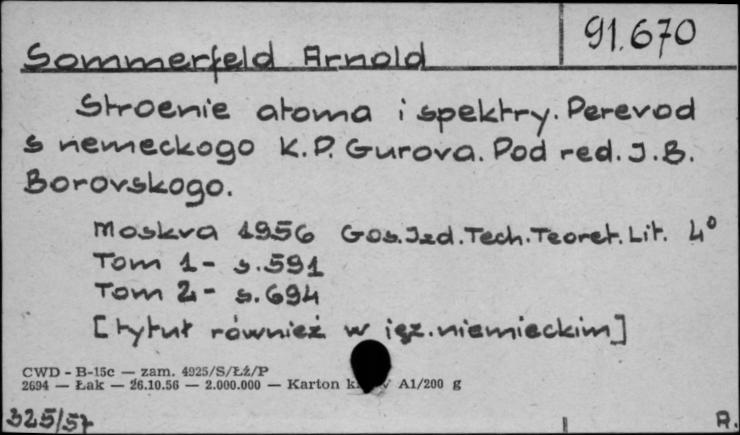 91.670
Sommerfeld Arnold
Stroenie atoma i spektry. Perevod
s nemeckogo K.P. Gurova. Pod red. I.B.
Borovskogo.
Moskva 1956 Gos.Izd.Tech.Teoret.Lit. 4°
Tom 1 - s.591
Tom 2 - s.694
[tytuł również w jęz.niemieckim]
CWD - B-15c — zam. 4925/S/Łż/P
2694 — Łak — 26.10.56 — 2.000.000 — Karton A1/200 g
325/57 R.